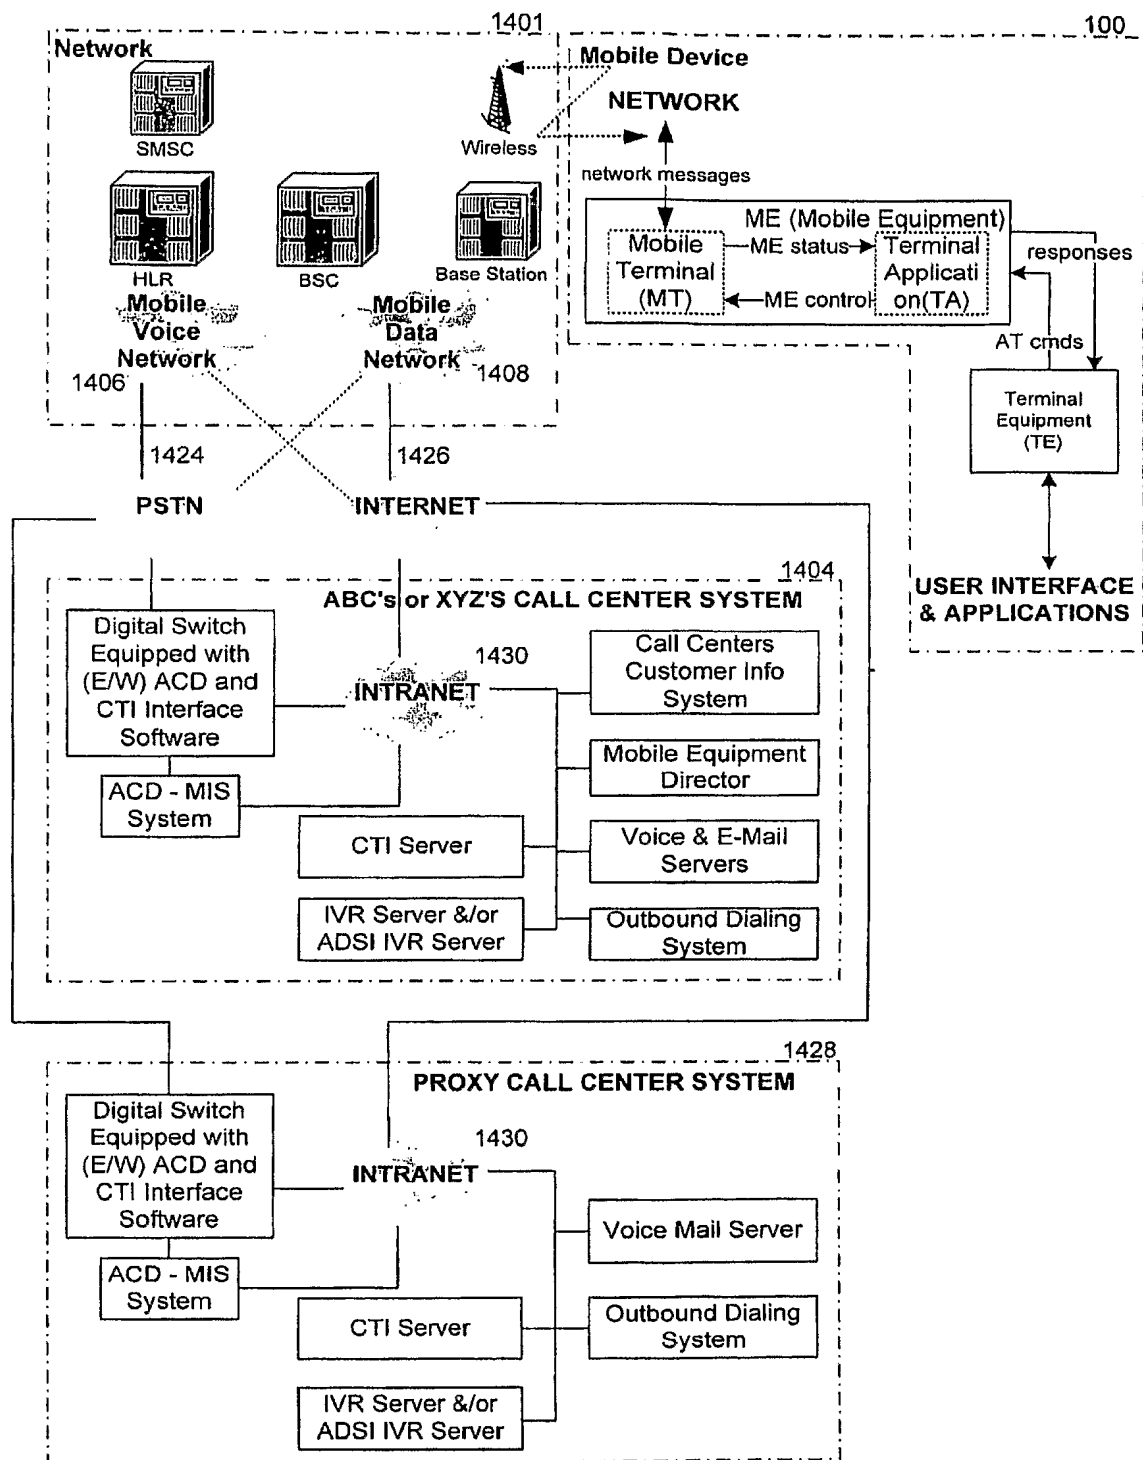 1401
100
Network
Mobile Device
NETWORK
SMSC
Wireless
network messages
HLR
BSC
Base Station
ME (Mobile Equipment)
Mobile
Terminal
(MT)
ME status
ME control
Terminal
Applicati
on(TA)
responses
AT cmds
Mobile
Voice
Network
Mobile
Data
Network
1406
1408
Terminal
Equipment
(TE)
1424
1426
PSTN
INTERNET
USER INTERFACE
& APPLICATIONS
1404
ABC's or XYZ'S CALL CENTER SYSTEM
Digital Switch
Equipped with
(E/W) ACD and
CTI Interface
Software
1430
INTRANET
Call Centers
Customer Info
System
Mobile Equipment
Director
ACD - MIS
System
CTI Server
Voice & E-Mail
Servers
IVR Server &/or
ADSI IVR Server
Outbound Dialing
System
1428
PROXY CALL CENTER SYSTEM
Digital Switch
Equipped with
(E/W) ACD and
CTI Interface
Software
1430
INTRANET
Voice Mail Server
ACD - MIS
System
CTI Server
Outbound Dialing
System
IVR Server &/or
ADSI IVR Server